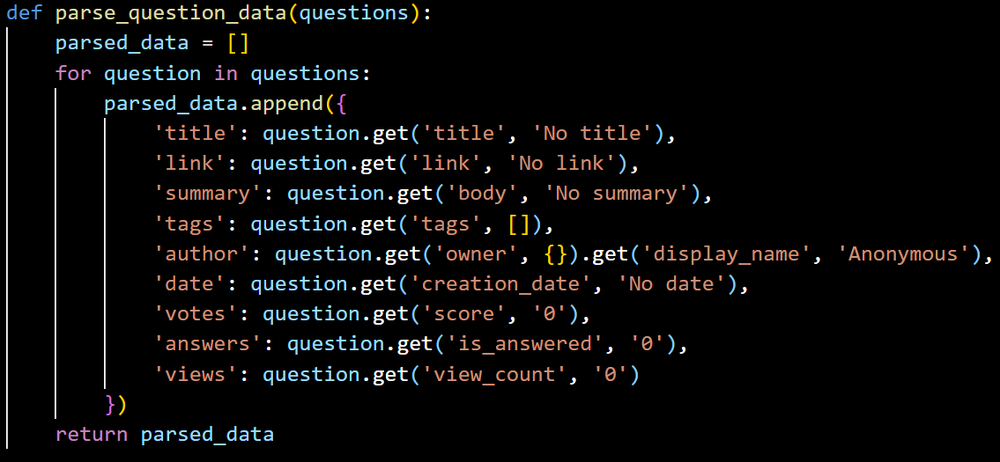 def parse_question_data(questions):
    parsed_data = []
    for question in questions:
        parsed_data.append({
            'title': question.get('title', 'No title'),
            'link': question.get('link', 'No link'),
            'summary': question.get('body', 'No summary'),
            'tags': question.get('tags', []),
            'author': question.get('owner', {}).get('display_name', 'Anonymous'),
            'date': question.get('creation_date', 'No date'),
            'votes': question.get('score', '0'),
            'answers': question.get('is_answered', '0'),
            'views': question.get('view_count', '0')
        })
    return parsed_data